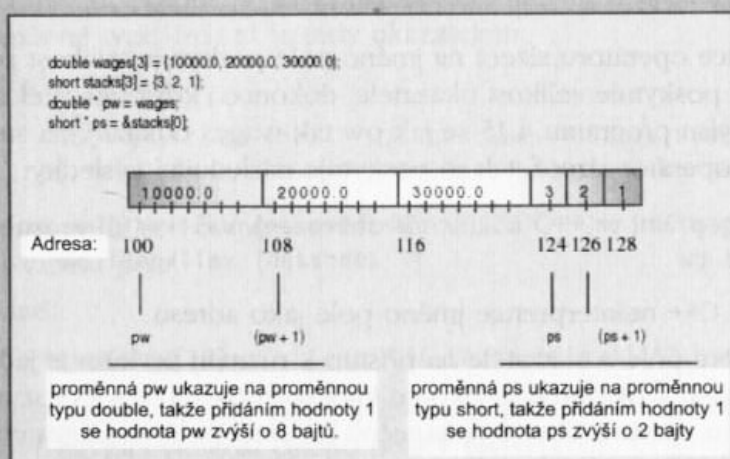 double wages[3] = {10000.0, 20000.0, 30000.0};
short stacks[3] = {3, 2, 1};
double * pw = wages;
short * ps = &stacks[0];
10000.0 20000.0 30000.0 3 2 1
Adresa: 100 108 116 124 126 128
pw (pw + 1) ps (ps + 1)
proměnná pw ukazuje na proměnnou
typu double, takže přidáním hodnoty 1
se hodnota pw zvýší o 8 bajtů.
proměnná ps ukazuje na proměnnou
typu short, takže přidáním hodnoty 1
se hodnota ps zvýší o 2 bajty